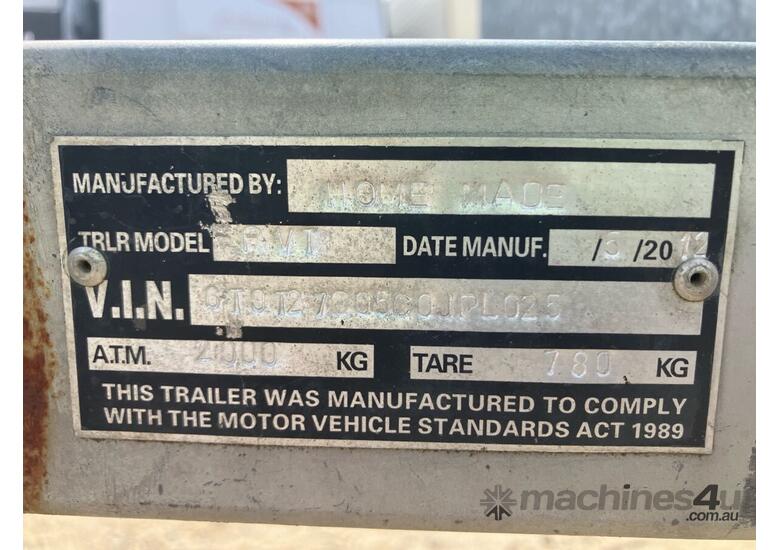 MANUFACTURED BY: HOME MADE
TRLR MODEL DATE MANUF. /5 /2012
V.I.N.
A.T.M. 2000 KG TARE 780 KG
THIS TRAILER WAS MANUFACTURED TO COMPLY
WITH THE MOTOR VEHICLE STANDARDS ACT 1989
machines4u
.com.au